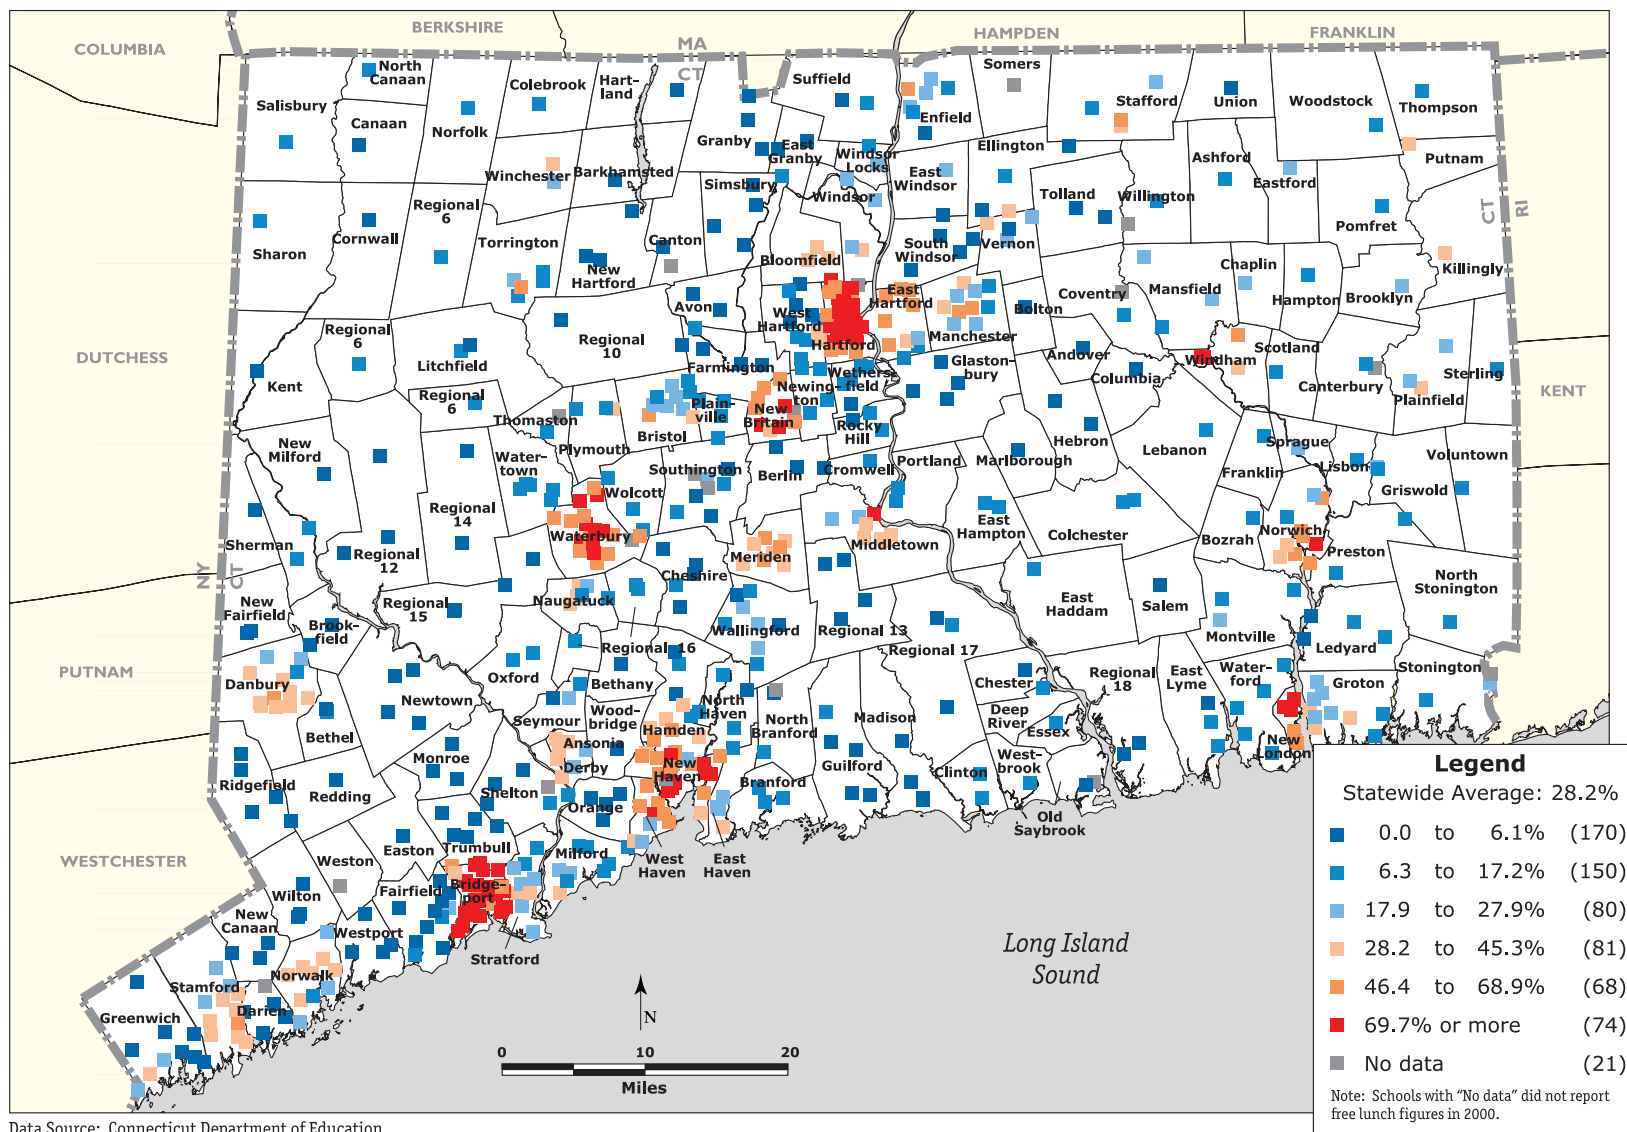 BERKSHIRE
HAMPDEN
FRANKLIN
COLUMBIA
MA
CT
North
Canaan
Colebrook
Hart-
land
Suffield
Somers
Salisbury
Canaan
Norfolk
Granby
East
Granby
Windsor
Locks
Enfield
Stafford
Union
Woodstock
Thompson
Ellington
Ashford
Eastford
Putnam
Winchester
Barkhamsted
Simsbury
Windsor
East
Windsor
Tolland
Willington
Pomfret
CT
RI
Regional
6
Cornwall
Sharon
Torrington
New
Hartford
Canton
Bloomfield
South
Windsor
Vernon
Chaplin
Killingly
Avon
West
Hartford
East
Hartford
Hartford
Manchester
Bolton
Coventry
Mansfield
Hampton
Brooklyn
DUTCHESS
Regional
6
Litchfield
Regional
10
Farmington
Wethers-
field
Newing-
ton
Glaston-
bury
Andover
Columbia
Windham
Scotland
Canterbury
Plainfield
Sterling
KENT
Kent
Regional
6
Thomaston
Plain-
ville
New
Britain
Bristol
Rocky
Hill
Plymouth
New
Milford
Water-
town
Southington
Berlin
Cromwell
Portland
Marlborough
Hebron
Lebanon
Sprague
Franklin
Lisbon
Voluntown
Griswold
Wolcott
Regional
14
Waterbury
Meriden
Middletown
East
Hampton
Colchester
Bozrah
Norwich
Preston
Sherman
Regional
12
NY
CT
Cheshire
North
Stonington
New
Fairfield
Brook-
field
Regional
15
Naugatuck
Wallingford
Regional 13
East
Haddam
Salem
Montville
Ledyard
PUTNAM
Regional 16
Regional 17
Danbury
Newtown
Oxford
Bethany
Chester
Regional
18
East
Lyme
Water-
ford
Groton
Stonington
Bethel
Seymour
Wood-
bridge
Ansonia
Derby
Hamden
North
Haven
North
Branford
Madison
Guilford
Deep
River
Essex
West-
brook
New
London
Ridgefield
Redding
Monroe
Shelton
Orange
New
Haven
Branford
Clinton
Old
Saybrook
WESTCHESTER
Weston
Easton
Trumbull
Milford
West
Haven
East
Haven
Wilton
Fairfield
Bridge-
port
New
Canaan
Westport
Stratford
Norwalk
Stamford
Darien
Greenwich
Long Island
Sound
N
0 10 20
Miles
Legend
Statewide Average: 28.2%
0.0 to 6.1% (170)
6.3 to 17.2% (150)
17.9 to 27.9% (80)
28.2 to 45.3% (81)
46.4 to 68.9% (68)
69.7% or more (74)
No data (21)
Note: Schools with “No data” did not report
free lunch figures in 2000.
Data Source: Connecticut Department of Education